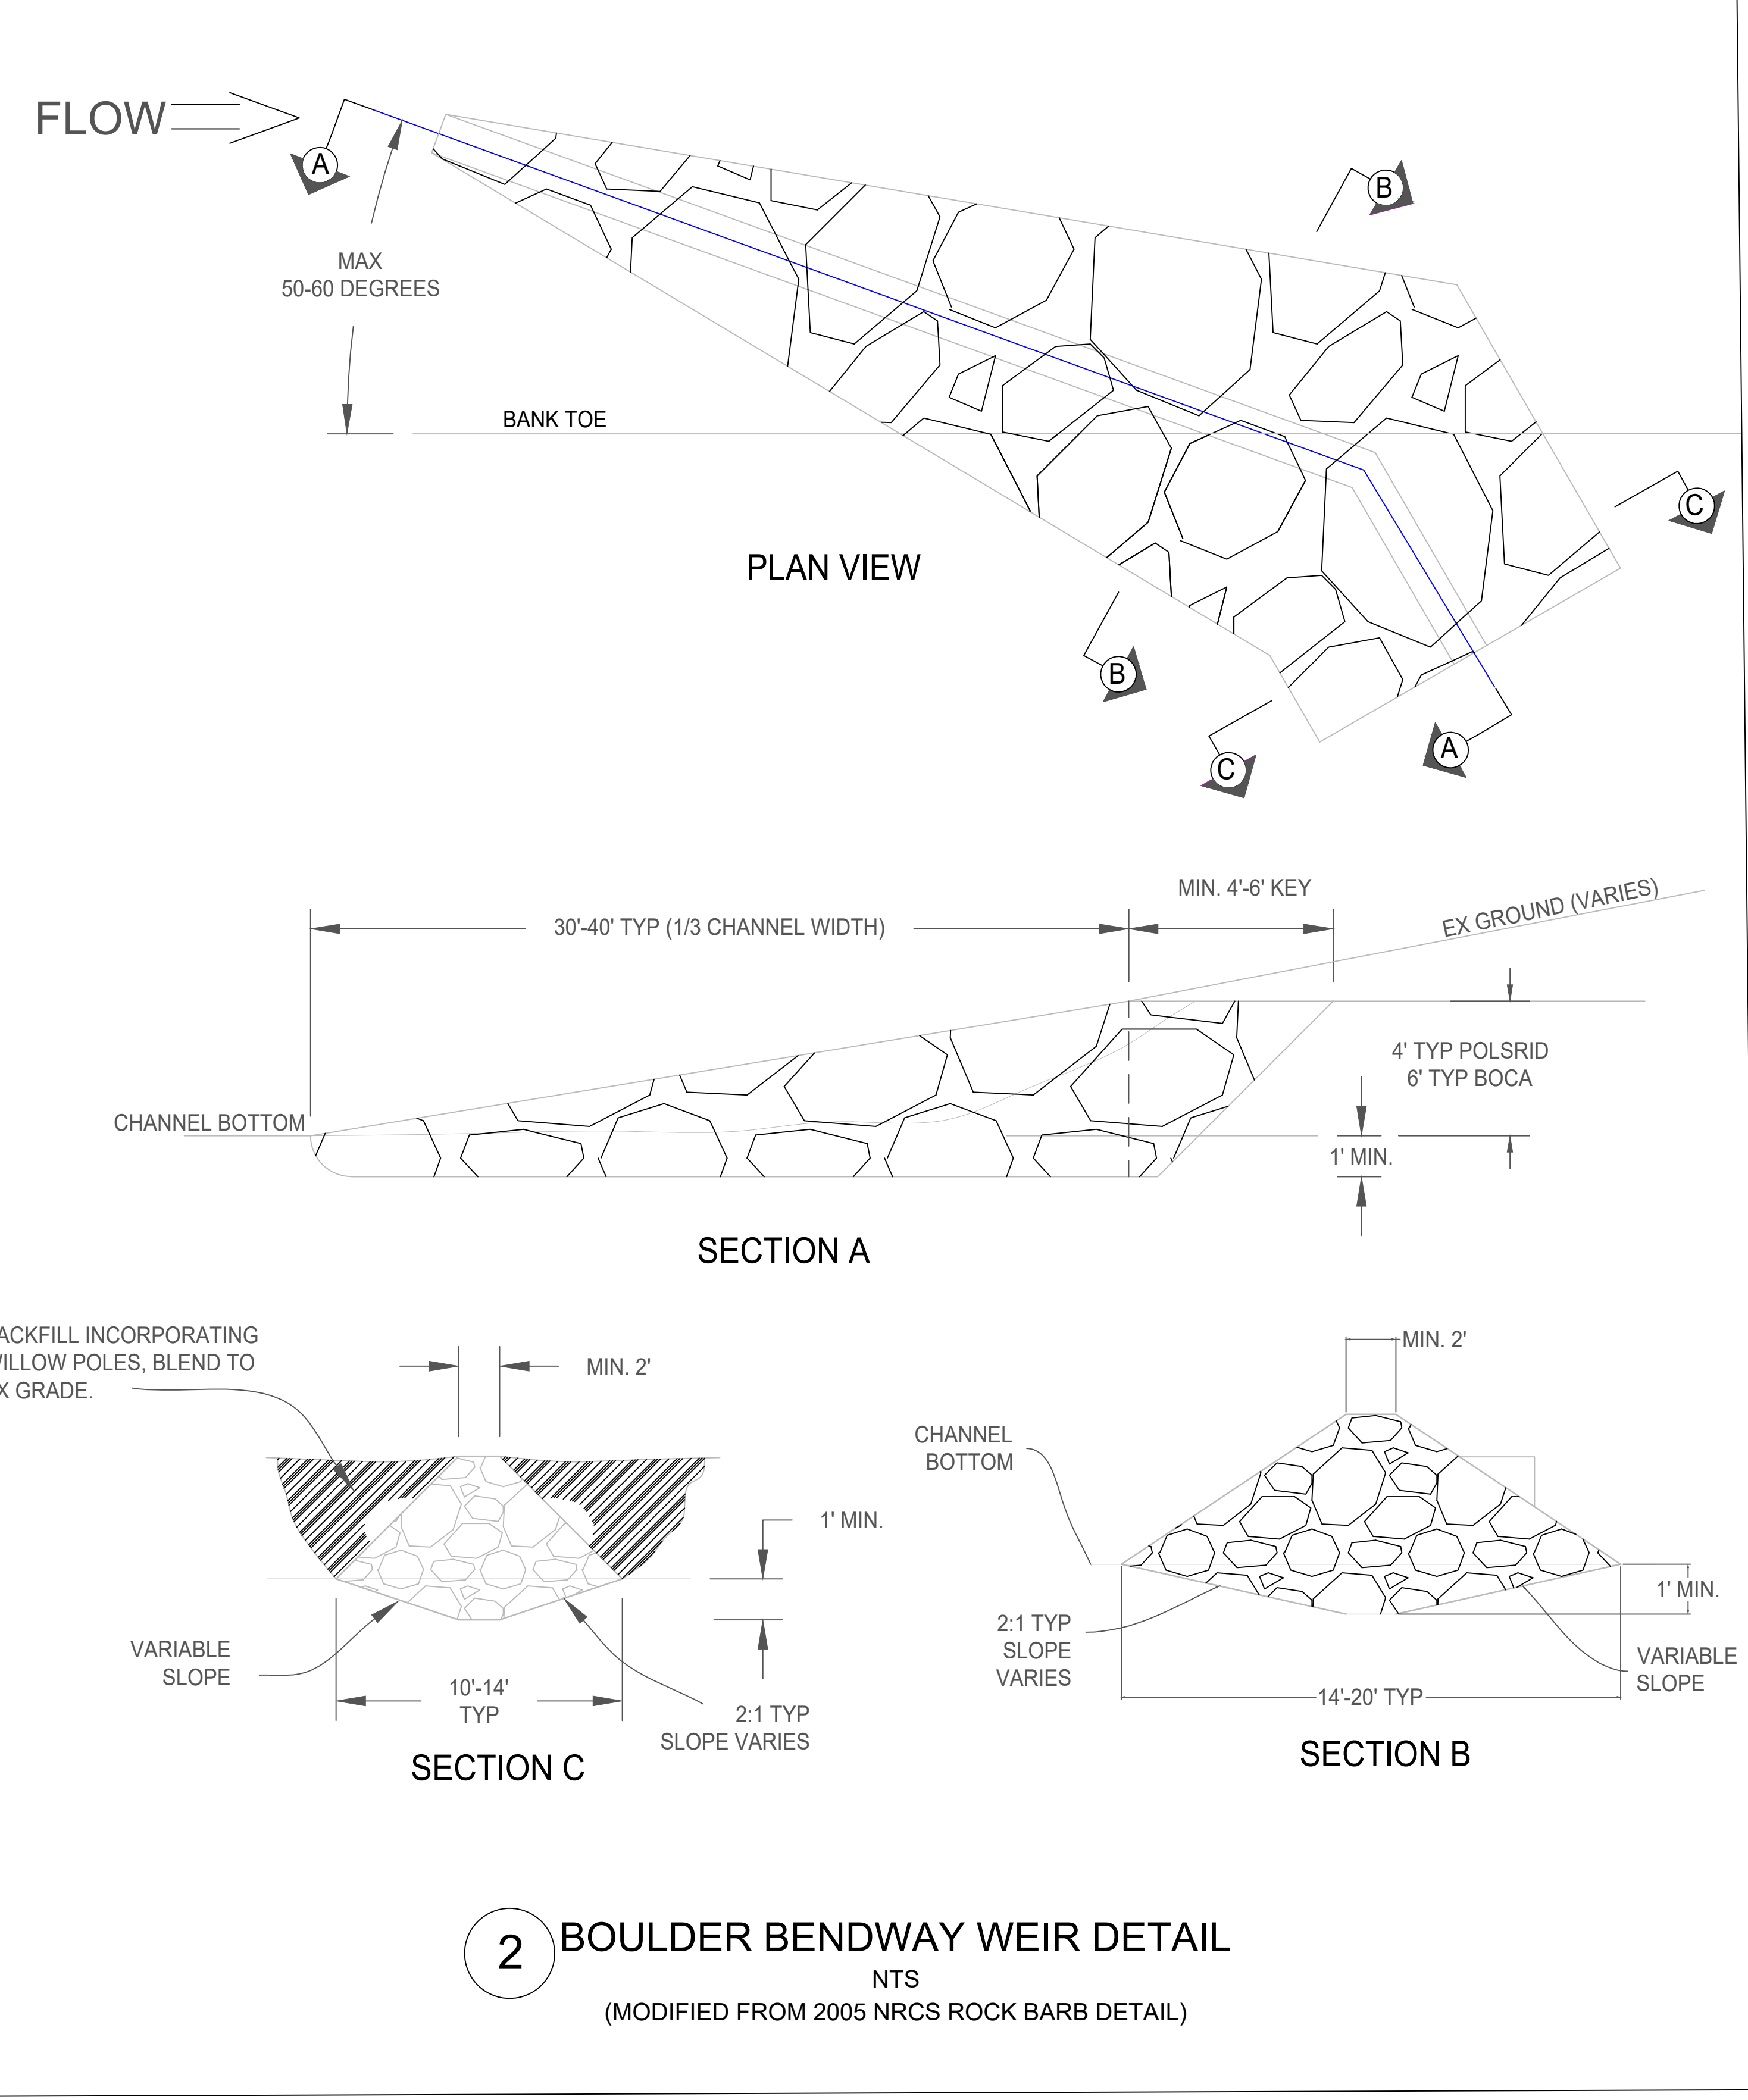 FLOW
A
B
MAX
50-60 DEGREES
BANK TOE
C
PLAN VIEW
B
C
A
MIN. 4'-6' KEY
30'-40' TYP (1/3 CHANNEL WIDTH)
EX GROUND (VARIES)
4' TYP POLSRID
6' TYP BOCA
CHANNEL BOTTOM
1' MIN.
SECTION A
ACKFILL INCORPORATING
ILLOW POLES, BLEND TO
X GRADE.
MIN. 2'
1' MIN.
VARIABLE
SLOPE
10'-14'
TYP
2:1 TYP
SLOPE VARIES
SECTION C
MIN. 2'
CHANNEL
BOTTOM
1' MIN.
2:1 TYP
SLOPE
VARIES
VARIABLE
SLOPE
14'-20' TYP
SECTION B
2
BOULDER BENDWAY WEIR DETAIL
NTS
(MODIFIED FROM 2005 NRCS ROCK BARB DETAIL)